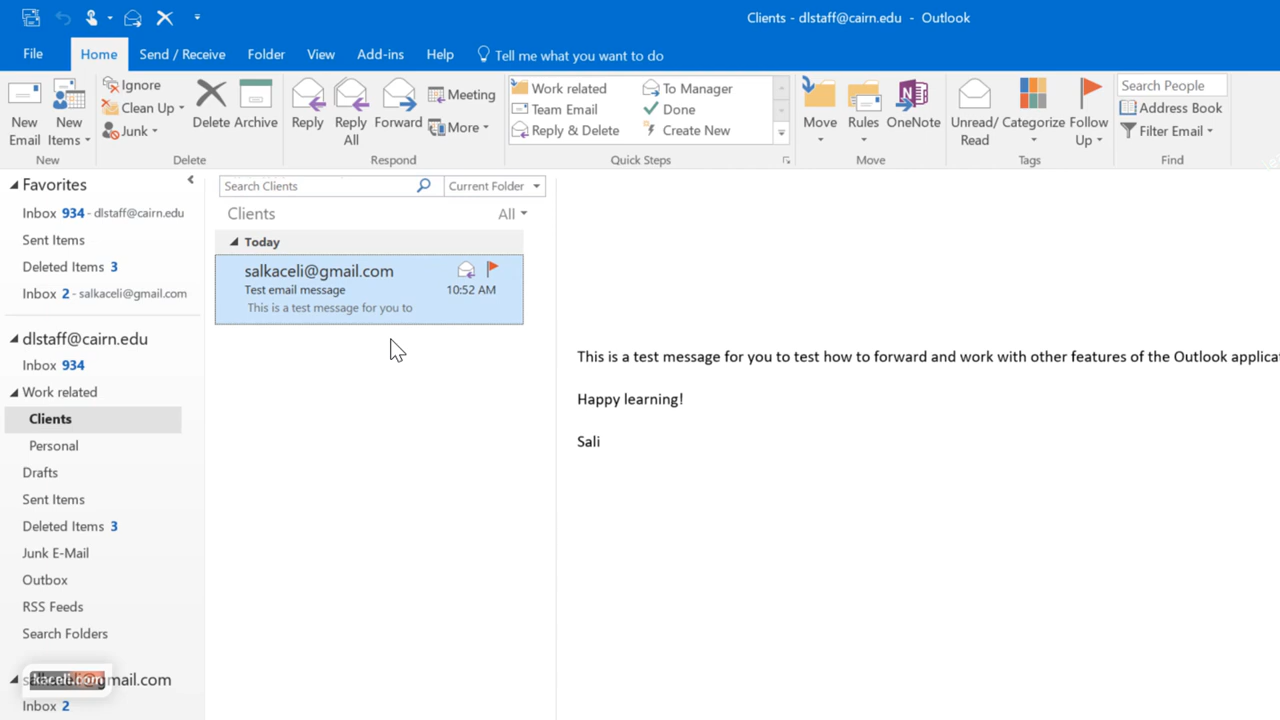 Clients - dlstaff@cairn.edu - Outlook
File Home Send / Receive Folder View Add-ins Help Tell me what you want to do
New Email
New Items
Ignore
Clean Up
Junk
Delete
Archive
Reply
Reply All
Forward
Meeting
More
Work related
Team Email
Reply & Delete
To Manager
Done
Create New
Move
Rules
OneNote
Unread/ Read
Categorize
Follow Up
Search People
Address Book
Filter Email
New Delete Respond Quick Steps Move Tags Find
Favorites
Inbox 934 - dlstaff@cairn.edu
Sent Items
Deleted Items 3
Inbox 2 - salkaceli@gmail.com
dlstaff@cairn.edu
Inbox 934
Work related
Clients
Personal
Drafts
Sent Items
Deleted Items 3
Junk E-Mail
Outbox
RSS Feeds
Search Folders
salkaceli@gmail.com
kaceli.com
Inbox 2
Search Clients Current Folder
Clients All
Today
salkaceli@gmail.com
Test email message 10:52 AM
This is a test message for you to
This is a test message for you to test how to forward and work with other features of the Outlook applica
Happy learning!
Sali